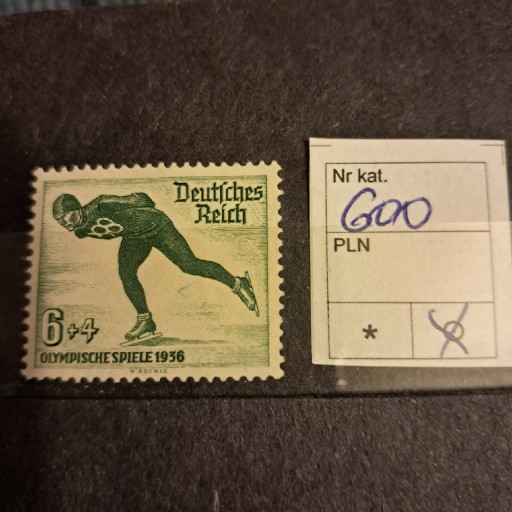 Deutsches
Reich
6+4
OLYMPISCHE SPIELE 1936
Nr kat.
600
PLN
*